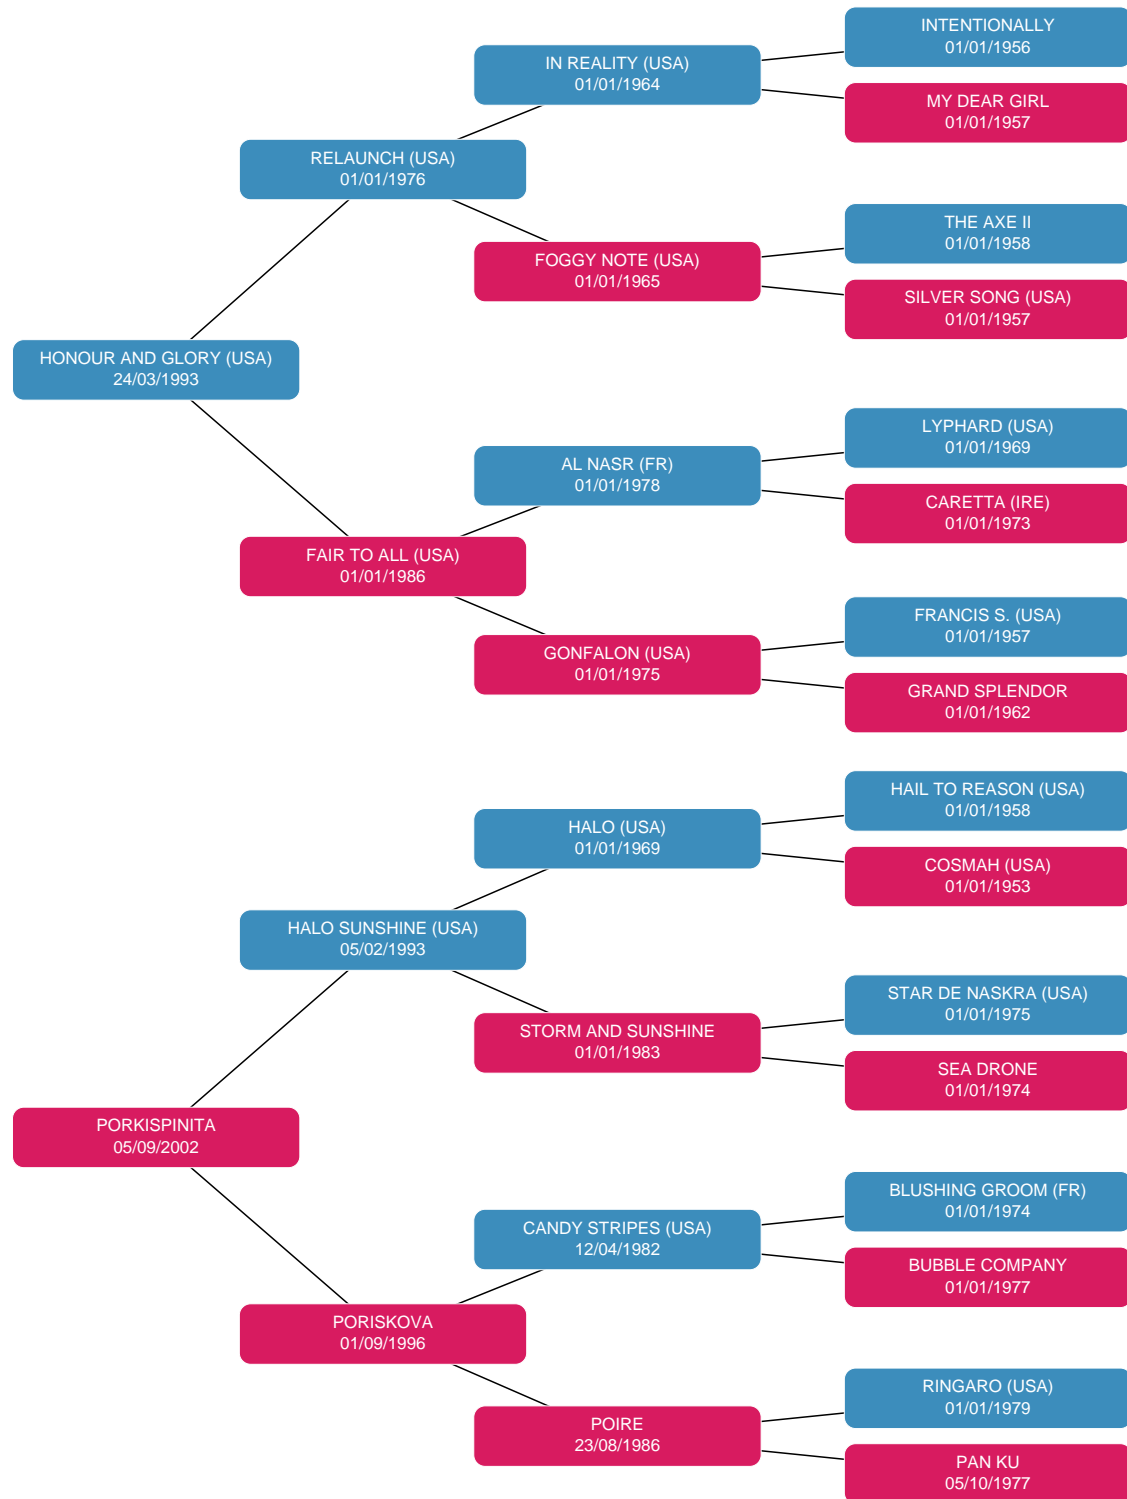 INTENTIONALLY
01/01/1956
IN REALITY (USA)
01/01/1964
MY DEAR GIRL
01/01/1957
RELAUNCH (USA)
01/01/1976
THE AXE II
01/01/1958
FOGGY NOTE (USA)
01/01/1965
SILVER SONG (USA)
01/01/1957
HONOUR AND GLORY (USA)
24/03/1993
LYPHARD (USA)
01/01/1969
AL NASR (FR)
01/01/1978
CARETTA (IRE)
01/01/1973
FAIR TO ALL (USA)
01/01/1986
FRANCIS S. (USA)
01/01/1957
GONFALON (USA)
01/01/1975
GRAND SPLENDOR
01/01/1962
HAIL TO REASON (USA)
01/01/1958
HALO (USA)
01/01/1969
COSMAH (USA)
01/01/1953
HALO SUNSHINE (USA)
05/02/1993
STAR DE NASKRA (USA)
01/01/1975
STORM AND SUNSHINE
01/01/1983
SEA DRONE
01/01/1974
PORKISPINITA
05/09/2002
BLUSHING GROOM (FR)
01/01/1974
CANDY STRIPES (USA)
12/04/1982
BUBBLE COMPANY
01/01/1977
PORISKOVA
01/09/1996
RINGARO (USA)
01/01/1979
POIRE
23/08/1986
PAN KU
05/10/1977